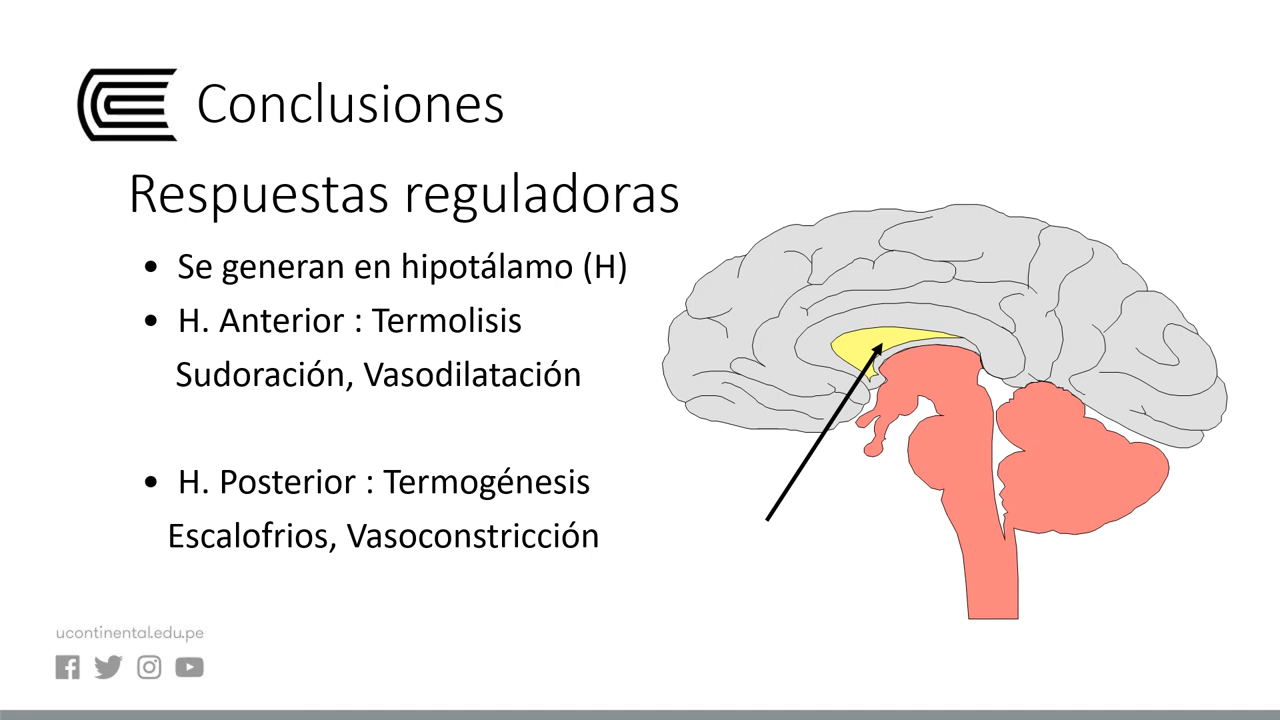 Conclusiones
Respuestas reguladoras
• Se generan en hipotálamo (H)
• H. Anterior : Termolisis
Sudoración, Vasodilatación
• H. Posterior : Termogénesis
Escalofrios, Vasoconstricción
ucontinental.edu.pe